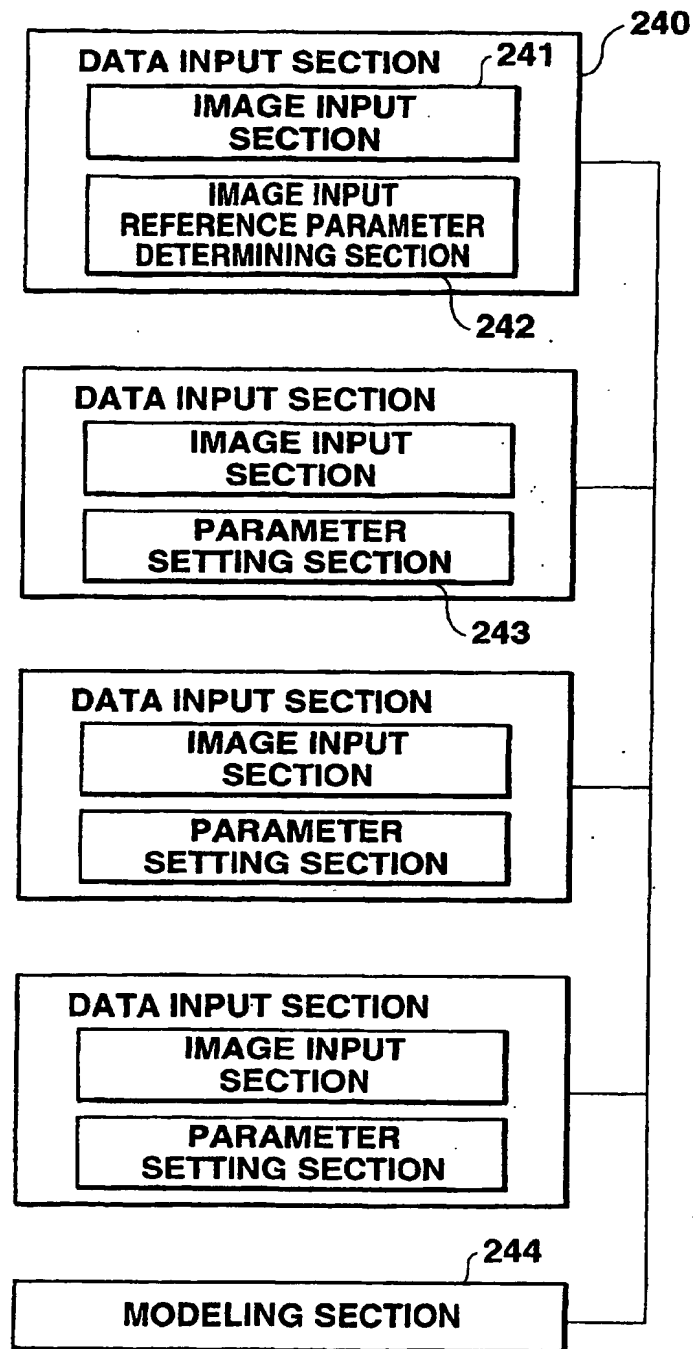 240
DATA INPUT SECTION
241
IMAGE INPUT
SECTION
IMAGE INPUT
REFERENCE PARAMETER
DETERMINING SECTION
242
DATA INPUT SECTION
IMAGE INPUT
SECTION
PARAMETER
SETTING SECTION
243
DATA INPUT SECTION
IMAGE INPUT
SECTION
PARAMETER
SETTING SECTION
DATA INPUT SECTION
IMAGE INPUT
SECTION
PARAMETER
SETTING SECTION
244
MODELING SECTION